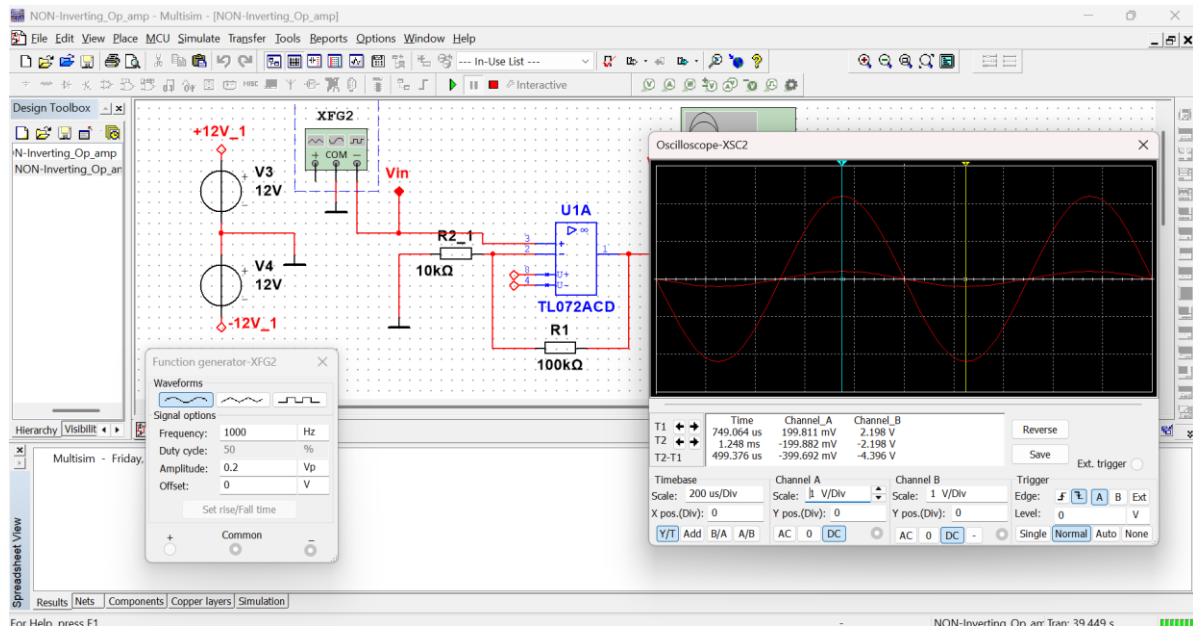 NON-Inverting_Op_amp - Multisim - [NON-Inverting_Op_amp]
File Edit View Place MCU Simulate Transfer Tools Reports Options Window Help
--- In-Use List ---
Interactive
Design Toolbox
N-Inverting_Op_amp
NON-Inverting_Op_an
Hierarchy Visibilit
XFG2
+ COM -
+12V_1
V3
12V
V4
12V
-12V_1
Vin
R2_1
10kΩ
U1A
3
2
8
4
1
+
-
U+
U-
TL072ACD
R1
100kΩ
Function generator-XFG2
Waveforms
Signal options
Frequency: 1000 Hz
Duty cycle: 50 %
Amplitude: 0.2 Vp
Offset: 0 V
Set rise/Fall time
+ Common -
Oscilloscope-XSC2
Time Channel_A Channel_B
T1 749.064 us 199.811 mV 2.198 V
T2 1.248 ms -199.882 mV -2.198 V
T2-T1 499.376 us -399.692 mV -4.396 V
Reverse
Save
Ext. trigger
Timebase
Scale: 200 us/Div
X pos.(Div): 0
Y/T Add B/A A/B
Channel A
Scale: 1 V/Div
Y pos.(Div): 0
AC 0 DC
Channel B
Scale: 1 V/Div
Y pos.(Div): 0
AC 0 DC -
Trigger
Edge: A B Ext
Level: 0 V
Single Normal Auto None
Multisim - Friday,
Spreadsheet View
Results Nets Components Copper layers Simulation
For Help, press F1
- NON-Inverting_Op_am Tran: 39.449 s